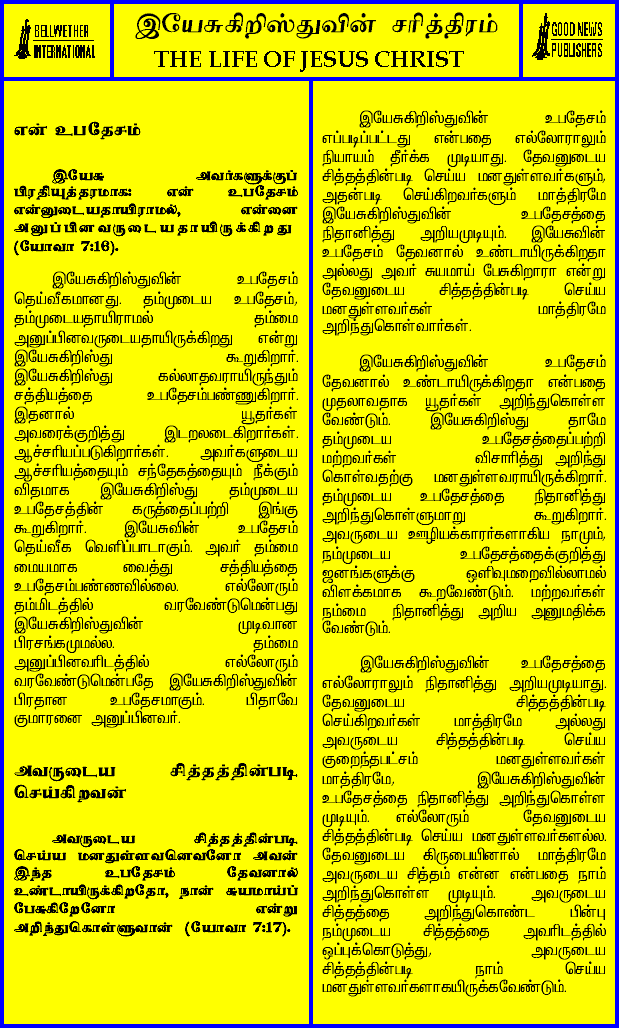 BELLWETHER
INTERNATIONAL
இயேசுகிறிஸ்துவின் சரித்திரம்
THE LIFE OF JESUS CHRIST
GOOD NEWS
PUBLISHERS
என் உபதேசம்
இயேசு அவர்களுக்குப்
பிரதியுத்தரமாக: என் உபதேசம்
என்னுடையதாயிராமல், என்னை
அனுப்பினவருடையதாயிருக்கிறது
(யோவா 7:16).
இயேசுகிறிஸ்துவின் உபதேசம்
தெய்வீகமானது. தம்முடைய உபதேசம்,
தம்முடையதாயிராமல் தம்மை
அனுப்பினவருடையதாயிருக்கிறது என்று
இயேசுகிறிஸ்து கூறுகிறார்.
இயேசுகிறிஸ்து கல்லாதவராயிருந்தும்
சத்தியத்தை உபதேசம்பண்ணுகிறார்.
இதனால் யூதர்கள்
அவரைக்குறித்து இடறலடைகிறார்கள்.
ஆச்சரியப்படுகிறார்கள். அவர்களுடைய
ஆச்சரியத்தையும் சந்தேகத்தையும் நீக்கும்
விதமாக இயேசுகிறிஸ்து தம்முடைய
உபதேசத்தின் கருத்தைப்பற்றி இங்கு
கூறுகிறார். இயேசுவின் உபதேசம்
தெய்வீக வெளிப்பாடாகும். அவர் தம்மை
மையமாக வைத்து சத்தியத்தை
உபதேசம்பண்ணவில்லை. எல்லோரும்
தம்மிடத்தில் வரவேண்டுமென்பது
இயேசுகிறிஸ்துவின் முடிவான
பிரசங்கமுமல்ல. தம்மை
அனுப்பினவரிடத்தில் எல்லோரும்
வரவேண்டுமென்பதே இயேசுகிறிஸ்துவின்
பிரதான உபதேசமாகும். பிதாவே
குமாரனை அனுப்பினவர்.
அவருடைய சித்தத்தின்படி
செய்கிறவன்
அவருடைய சித்தத்தின்படி
செய்ய மனதுள்ளவனெவனோ அவன்
இந்த உபதேசம் தேவனால்
உண்டாயிருக்கிறதோ, நான் சுயமாய்ப்
பேசுகிறேனோ என்று
அறிந்துகொள்ளுவான் (யோவா 7:17).
இயேசுகிறிஸ்துவின் உபதேசம்
எப்படிப்பட்டது என்பதை எல்லோராலும்
நியாயம் தீர்க்க முடியாது. தேவனுடைய
சித்தத்தின்படி செய்ய மனதுள்ளவர்களும்,
அதன்படி செய்கிறவர்களும் மாத்திரமே
இயேசுகிறிஸ்துவின் உபதேசத்தை
நிதானித்து அறியமுடியும். இயேசுவின்
உபதேசம் தேவனால் உண்டாயிருக்கிறதா
அல்லது அவர் சுயமாய் பேசுகிறாரா என்று
தேவனுடைய சித்தத்தின்படி செய்ய
மனதுள்ளவர்கள் மாத்திரமே
அறிந்துகொள்வார்கள்.
இயேசுகிறிஸ்துவின் உபதேசம்
தேவனால் உண்டாயிருக்கிறதா என்பதை
முதலாவதாக யூதர்கள் அறிந்துகொள்ள
வேண்டும். இயேசுகிறிஸ்து தாமே
தம்முடைய உபதேசத்தைப்பற்றி
மற்றவர்கள் விசாரித்து அறிந்து
கொள்வதற்கு மனதுள்ளவராயிருக்கிறார்.
தம்முடைய உபதேசத்தை நிதானித்து
அறிந்துகொள்ளுமாறு கூறுகிறார்.
அவருடைய ஊழியக்காரர்களாகிய நாமும்,
நம்முடைய உபதேசத்தைக்குறித்து
ஜனங்களுக்கு ஒளிவுமறைவில்லாமல்
விளக்கமாக கூறவேண்டும். மற்றவர்கள்
நம்மை நிதானித்து அறிய அனுமதிக்க
வேண்டும்.
இயேசுகிறிஸ்துவின் உபதேசத்தை
எல்லோராலும் நிதானித்து அறியமுடியாது.
தேவனுடைய சித்தத்தின்படி
செய்கிறவர்கள் மாத்திரமே அல்லது
அவருடைய சித்தத்தின்படி செய்ய
குறைந்தபட்சம் மனதுள்ளவர்கள்
மாத்திரமே, இயேசுகிறிஸ்துவின்
உபதேசத்தை நிதானித்து அறிந்துகொள்ள
முடியும். எல்லோரும் தேவனுடைய
சித்தத்தின்படி செய்ய மனதுள்ளவர்களல்ல.
தேவனுடைய கிருபையினால் மாத்திரமே
அவருடைய சித்தம் என்ன என்பதை நாம்
அறிந்துகொள்ள முடியும். அவருடைய
சித்தத்தை அறிந்துகொண்ட பின்பு
நம்முடைய சித்தத்தை அவரிடத்தில்
ஒப்புக்கொடுத்து, அவருடைய
சித்தத்தின்படி நாம் செய்ய
மனதுள்ளவர்களாகயிருக்கவேண்டும்.